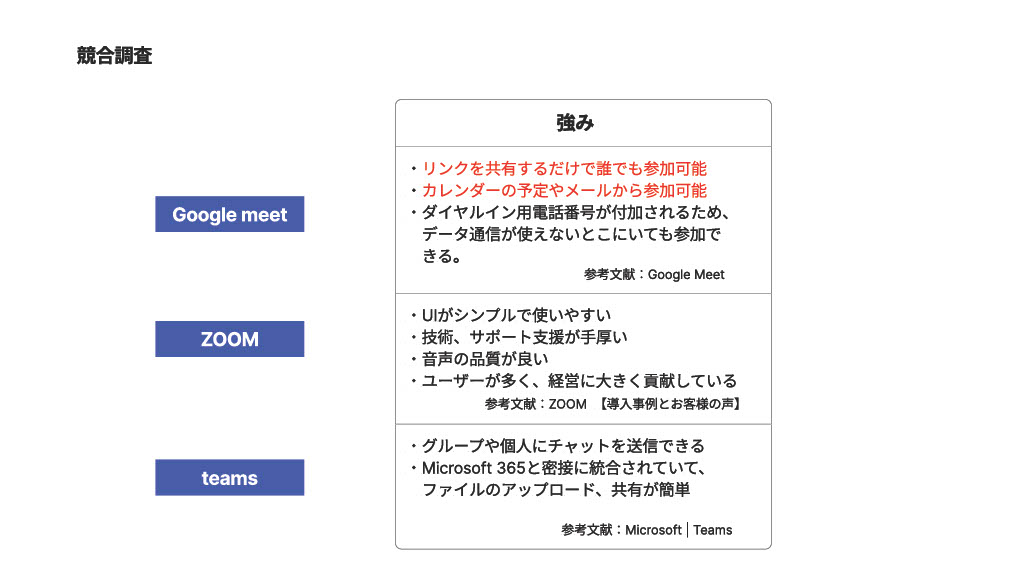 競合調査
強み
Google meet
・リンクを共有するだけで誰でも参加可能
・カレンダーの予定やメールから参加可能
・ダイヤルイン用電話番号が付加されるため、
データ通信が使えないとこにいても参加で
きる。
参考文献：Google Meet
ZOOM
・UIがシンプルで使いやすい
・技術、サポート支援が手厚い
・音声の品質が良い
・ユーザーが多く、経営に大きく貢献している
参考文献：ZOOM 【導入事例とお客様の声】
teams
・グループや個人にチャットを送信できる
・Microsoft 365と密接に統合されていて、
ファイルのアップロード、共有が簡単
参考文献：Microsoft | Teams